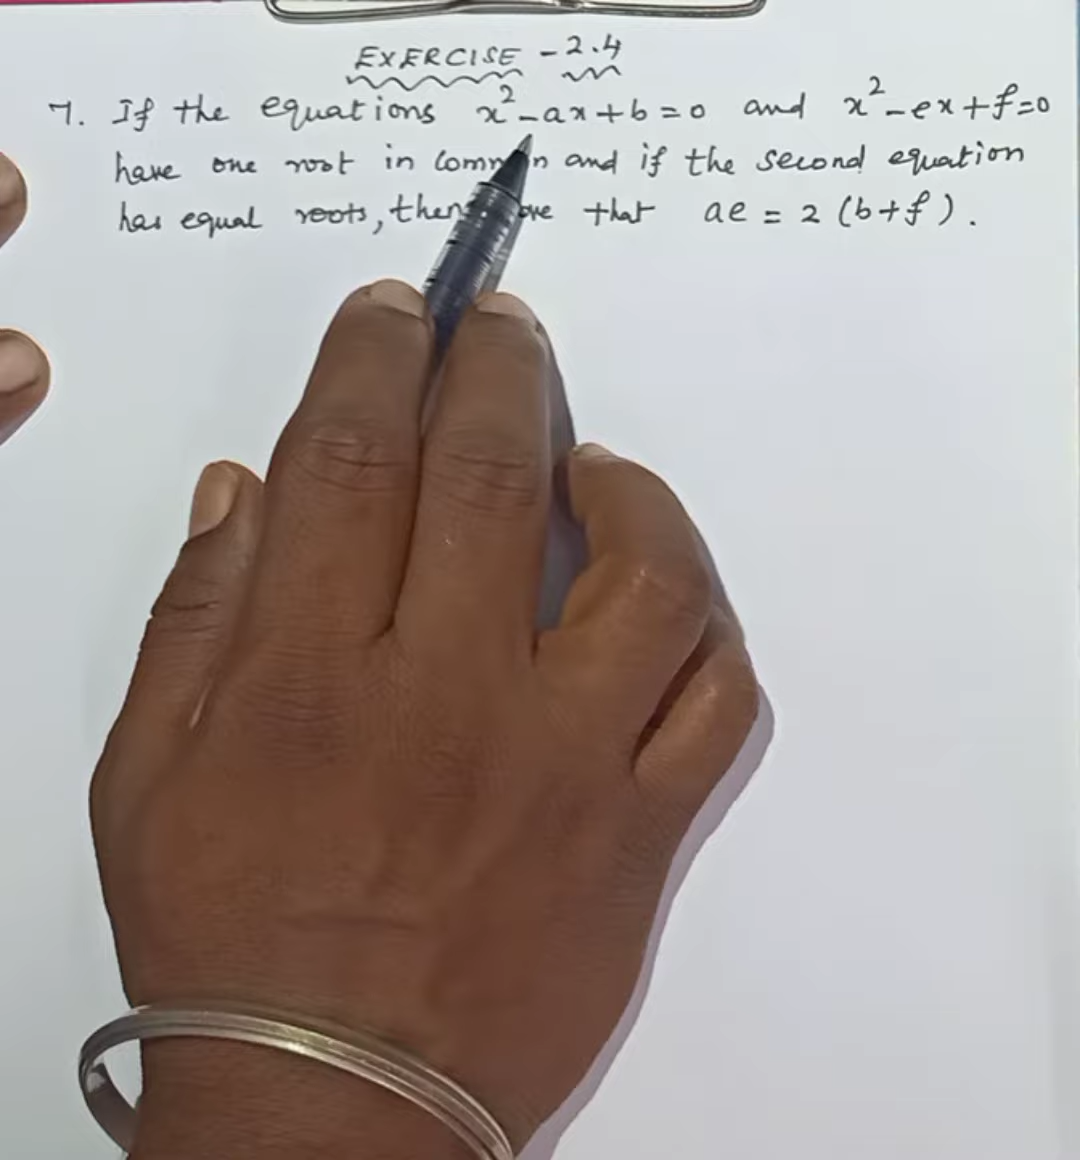 EXERCISE - 2.4
7. If the equations x² - ax + b = 0 and x² - ex + f = 0
have one root in and if the second equation
has equal roots, that ae = 2 (b+f).